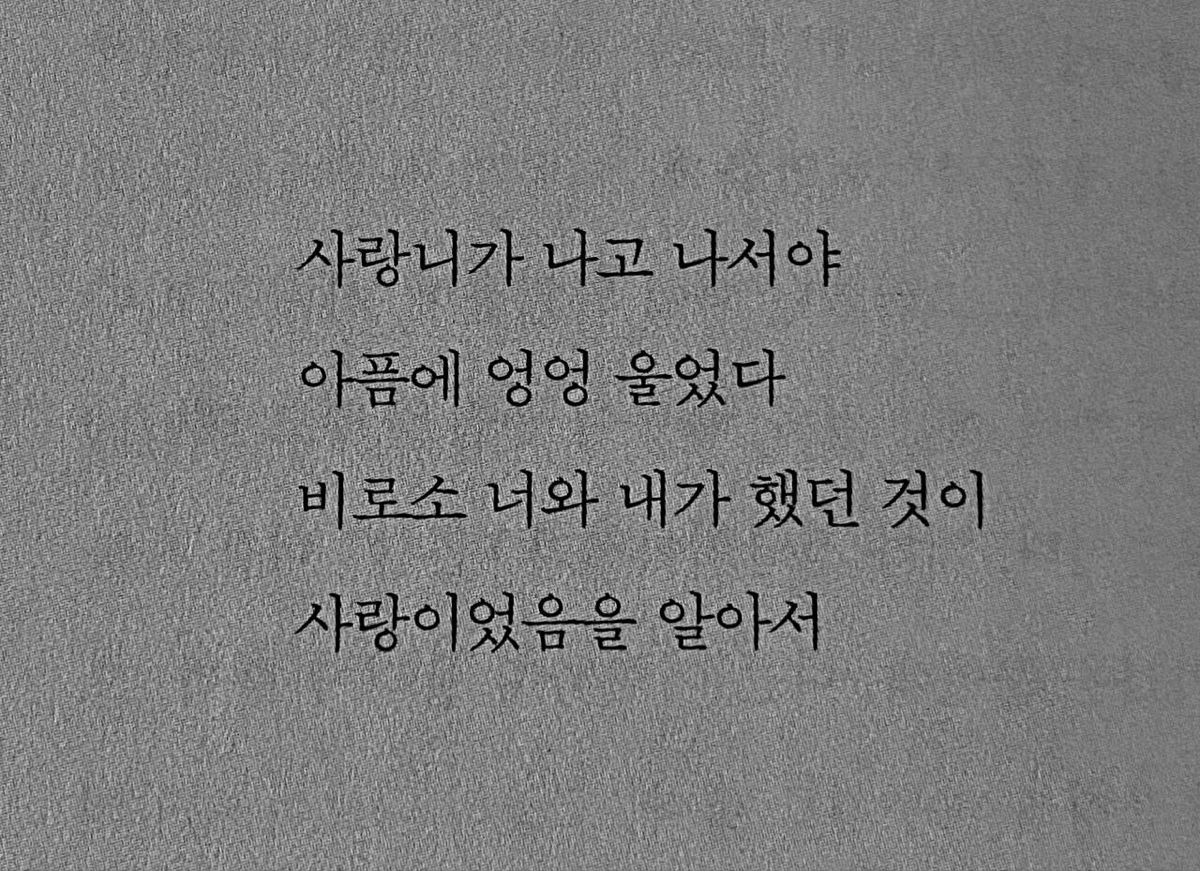 사랑니가 나고 나서야
아픔에 엉엉 울었다
비로소 너와 내가 했던 것이
사랑이었음을 알아서